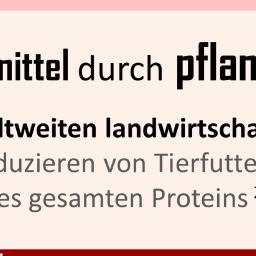 mittel durch pflan
ltweiten landwirtscha
duzieren von Tierfutte
es gesamten Proteins